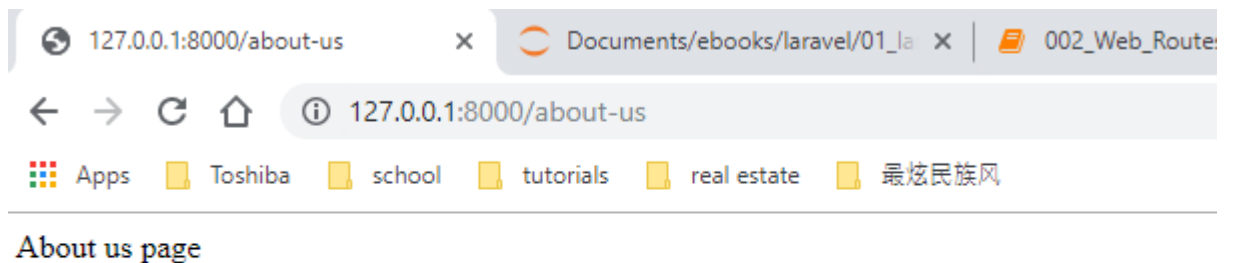 127.0.0.1:8000/about-us Documents/ebooks/laravel/01_la 002_Web_Routes
127.0.0.1:8000/about-us
Apps Toshiba school tutorials real estate 最炫民族风
About us page